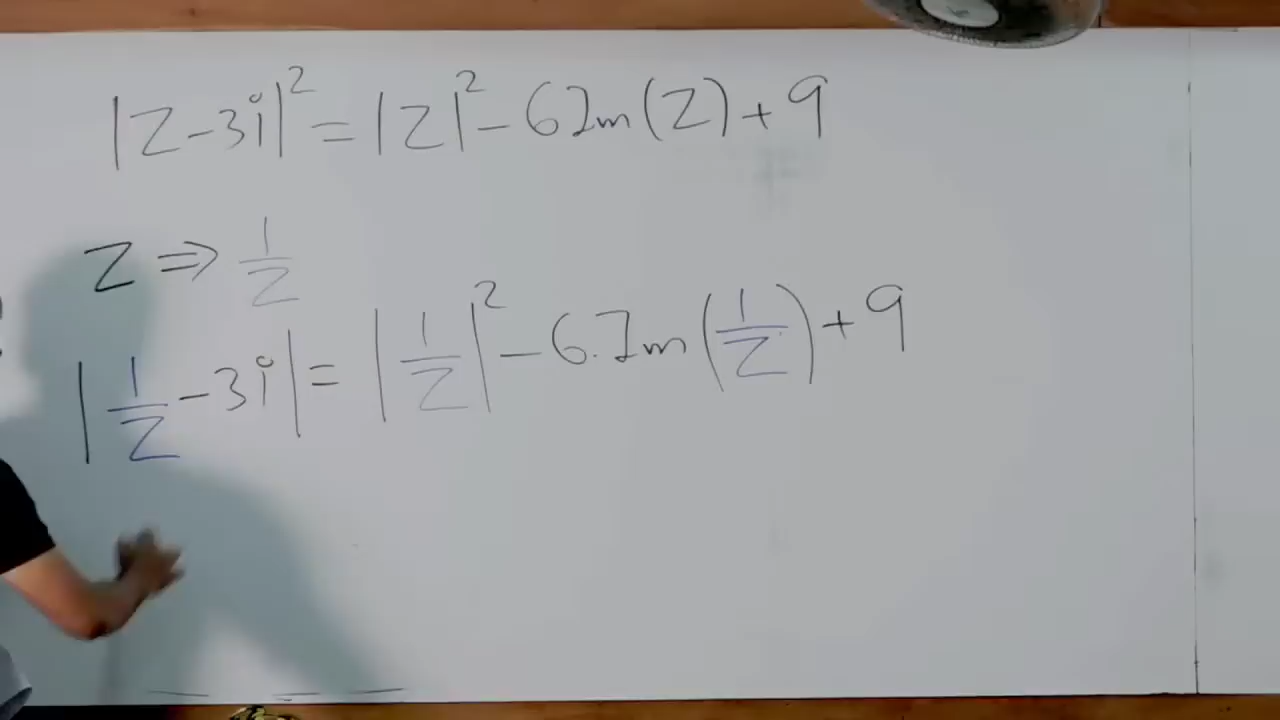 |z-3i|² = |z|² - 6Im(z) + 9
z ⇒ 1/z
|1/z - 3i| = |1/z|² - 6.Im(1/z) + 9